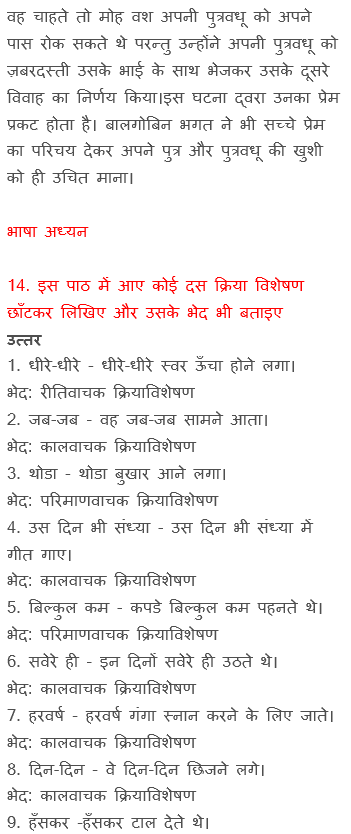 वह चाहते तो मोह वश अपनी पुत्रवधू को अपने
पास रोक सकते थे परन्तु उन्होंने अपनी पुत्रवधू को
ज़बरदस्ती उसके भाई के साथ भेजकर उसके दूसरे
विवाह का निर्णय किया।इस घटना द्वरा उनका प्रेम
प्रकट होता है। बालगोबिन भगत ने भी सच्चे प्रेम
का परिचय देकर अपने पुत्र और पुत्रवधू की खुशी
को ही उचित माना।
भाषा अध्यन
14. इस पाठ में आए कोई दस क्रिया विशेषण
छाँटकर लिखिए और उसके भेद भी बताइए
उत्तर
1. धीरे-धीरे - धीरे-धीरे स्वर ऊँचा होने लगा।
भेद: रीतिवाचक क्रियाविशेषण
2. जब-जब - वह जब-जब सामने आता।
भेद: कालवाचक क्रियाविशेषण
3. थोडा - थोडा बुखार आने लगा।
भेद: परिमाणवाचक क्रियाविशेषण
4. उस दिन भी संध्या - उस दिन भी संध्या में
गीत गाए।
भेद: कालवाचक क्रियाविशेषण
5. बिल्कुल कम - कपडे बिल्कुल कम पहनते थे।
भेद: परिमाणवाचक क्रियाविशेषण
6. सवेरे ही - इन दिनों सवेरे ही उठते थे।
भेद: कालवाचक क्रियाविशेषण
7. हरवर्ष - हरवर्ष गंगा स्नान करने के लिए जाते।
भेद: कालवाचक क्रियाविशेषण
8. दिन-दिन - वे दिन-दिन छिजने लगे।
भेद: कालवाचक क्रियाविशेषण
9. हँसकर -हँसकर टाल देते थे।